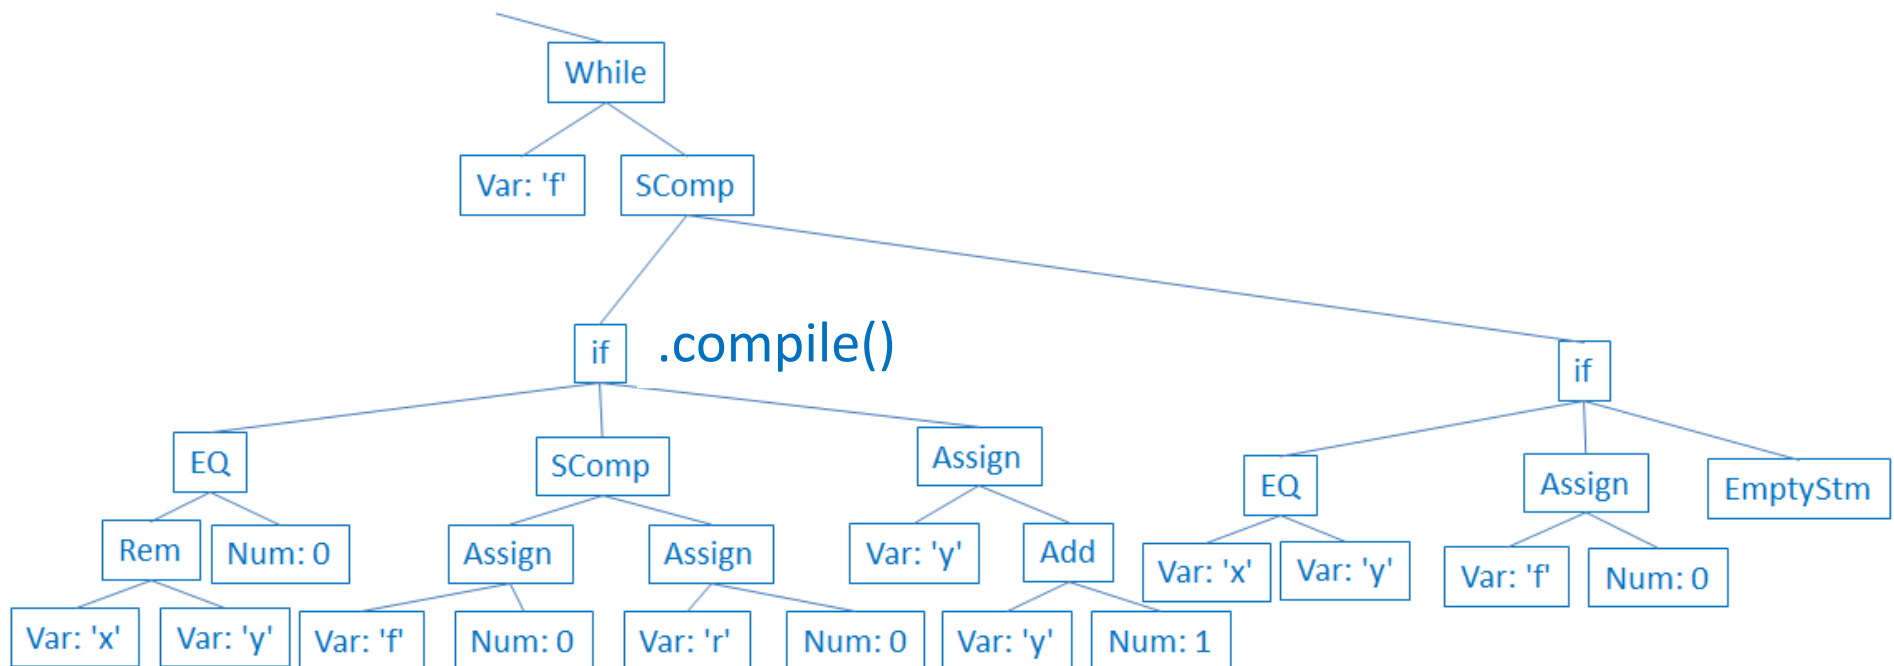 While
Var: 'f'
SComp
if
.compile()
if
EQ
SComp
Assign
EQ
Assign
EmptyStm
Rem
Num: 0
Assign
Assign
Var: 'y'
Add
Var: 'x'
Var: 'y'
Var: 'f'
Num: 0
Var: 'x'
Var: 'y'
Var: 'f'
Num: 0
Var: 'r'
Num: 0
Var: 'y'
Num: 1